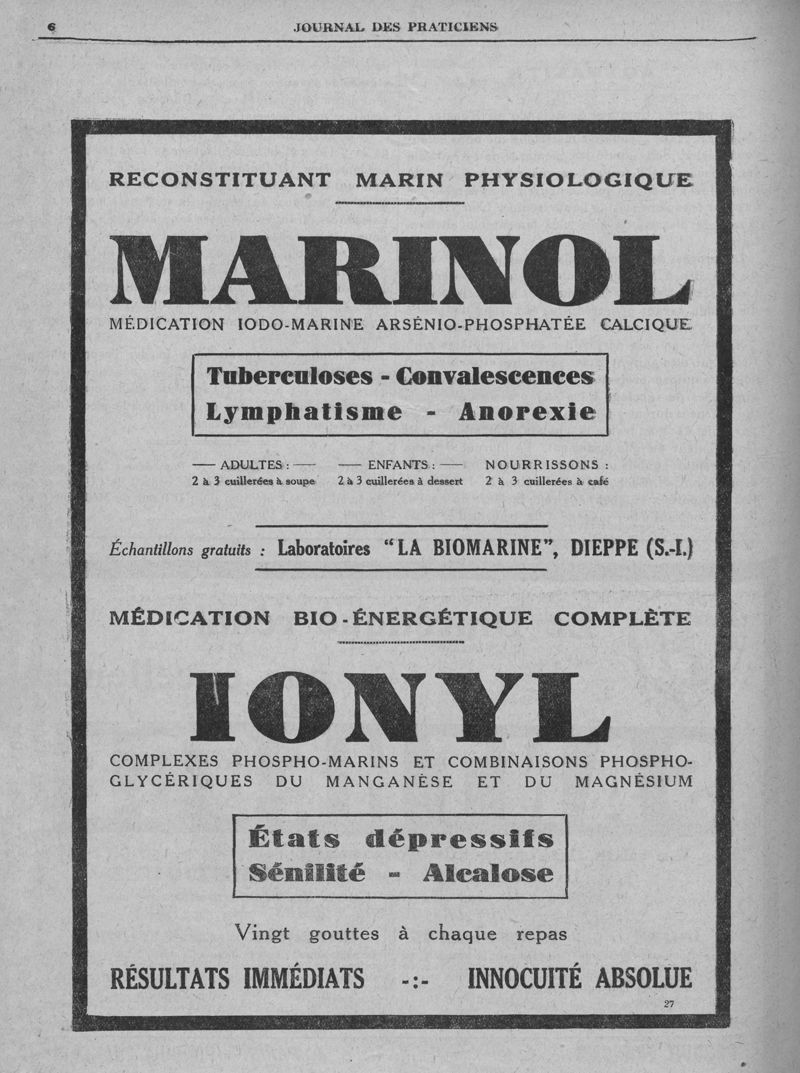 6
JOURNAL DES PRATICIENS
RECONSTITUANT MARIN PHYSIOLOGIQUE
MARINOL
MÉDICATION IODO-MARINE ARSÉNIO-PHOSPHATÉE CALCIQUE
Tuberculoses - Convalescences
Lymphatisme - Anorexie
— ADULTES : —
2 à 3 cuillerées à soupe
— ENFANTS : —
2 à 3 cuillerées à dessert
NOURRISSONS :
2 à 3 cuillerées à café
Échantillons gratuits : Laboratoires “LA BIOMARINE”, DIEPPE (S.-I.)
MÉDICATION BIO-ÉNERGÉTIQUE COMPLÈTE
IONYL
COMPLEXES PHOSPHO-MARINS ET COMBINAISONS PHOSPHO-
GLYCÉRIQUES DU MANGANÈSE ET DU MAGNÉSIUM
États dépressifs
Sénilité - Alcalose
Vingt gouttes à chaque repas
RÉSULTATS IMMÉDIATS -:- INNOCUITÉ ABSOLUE
27